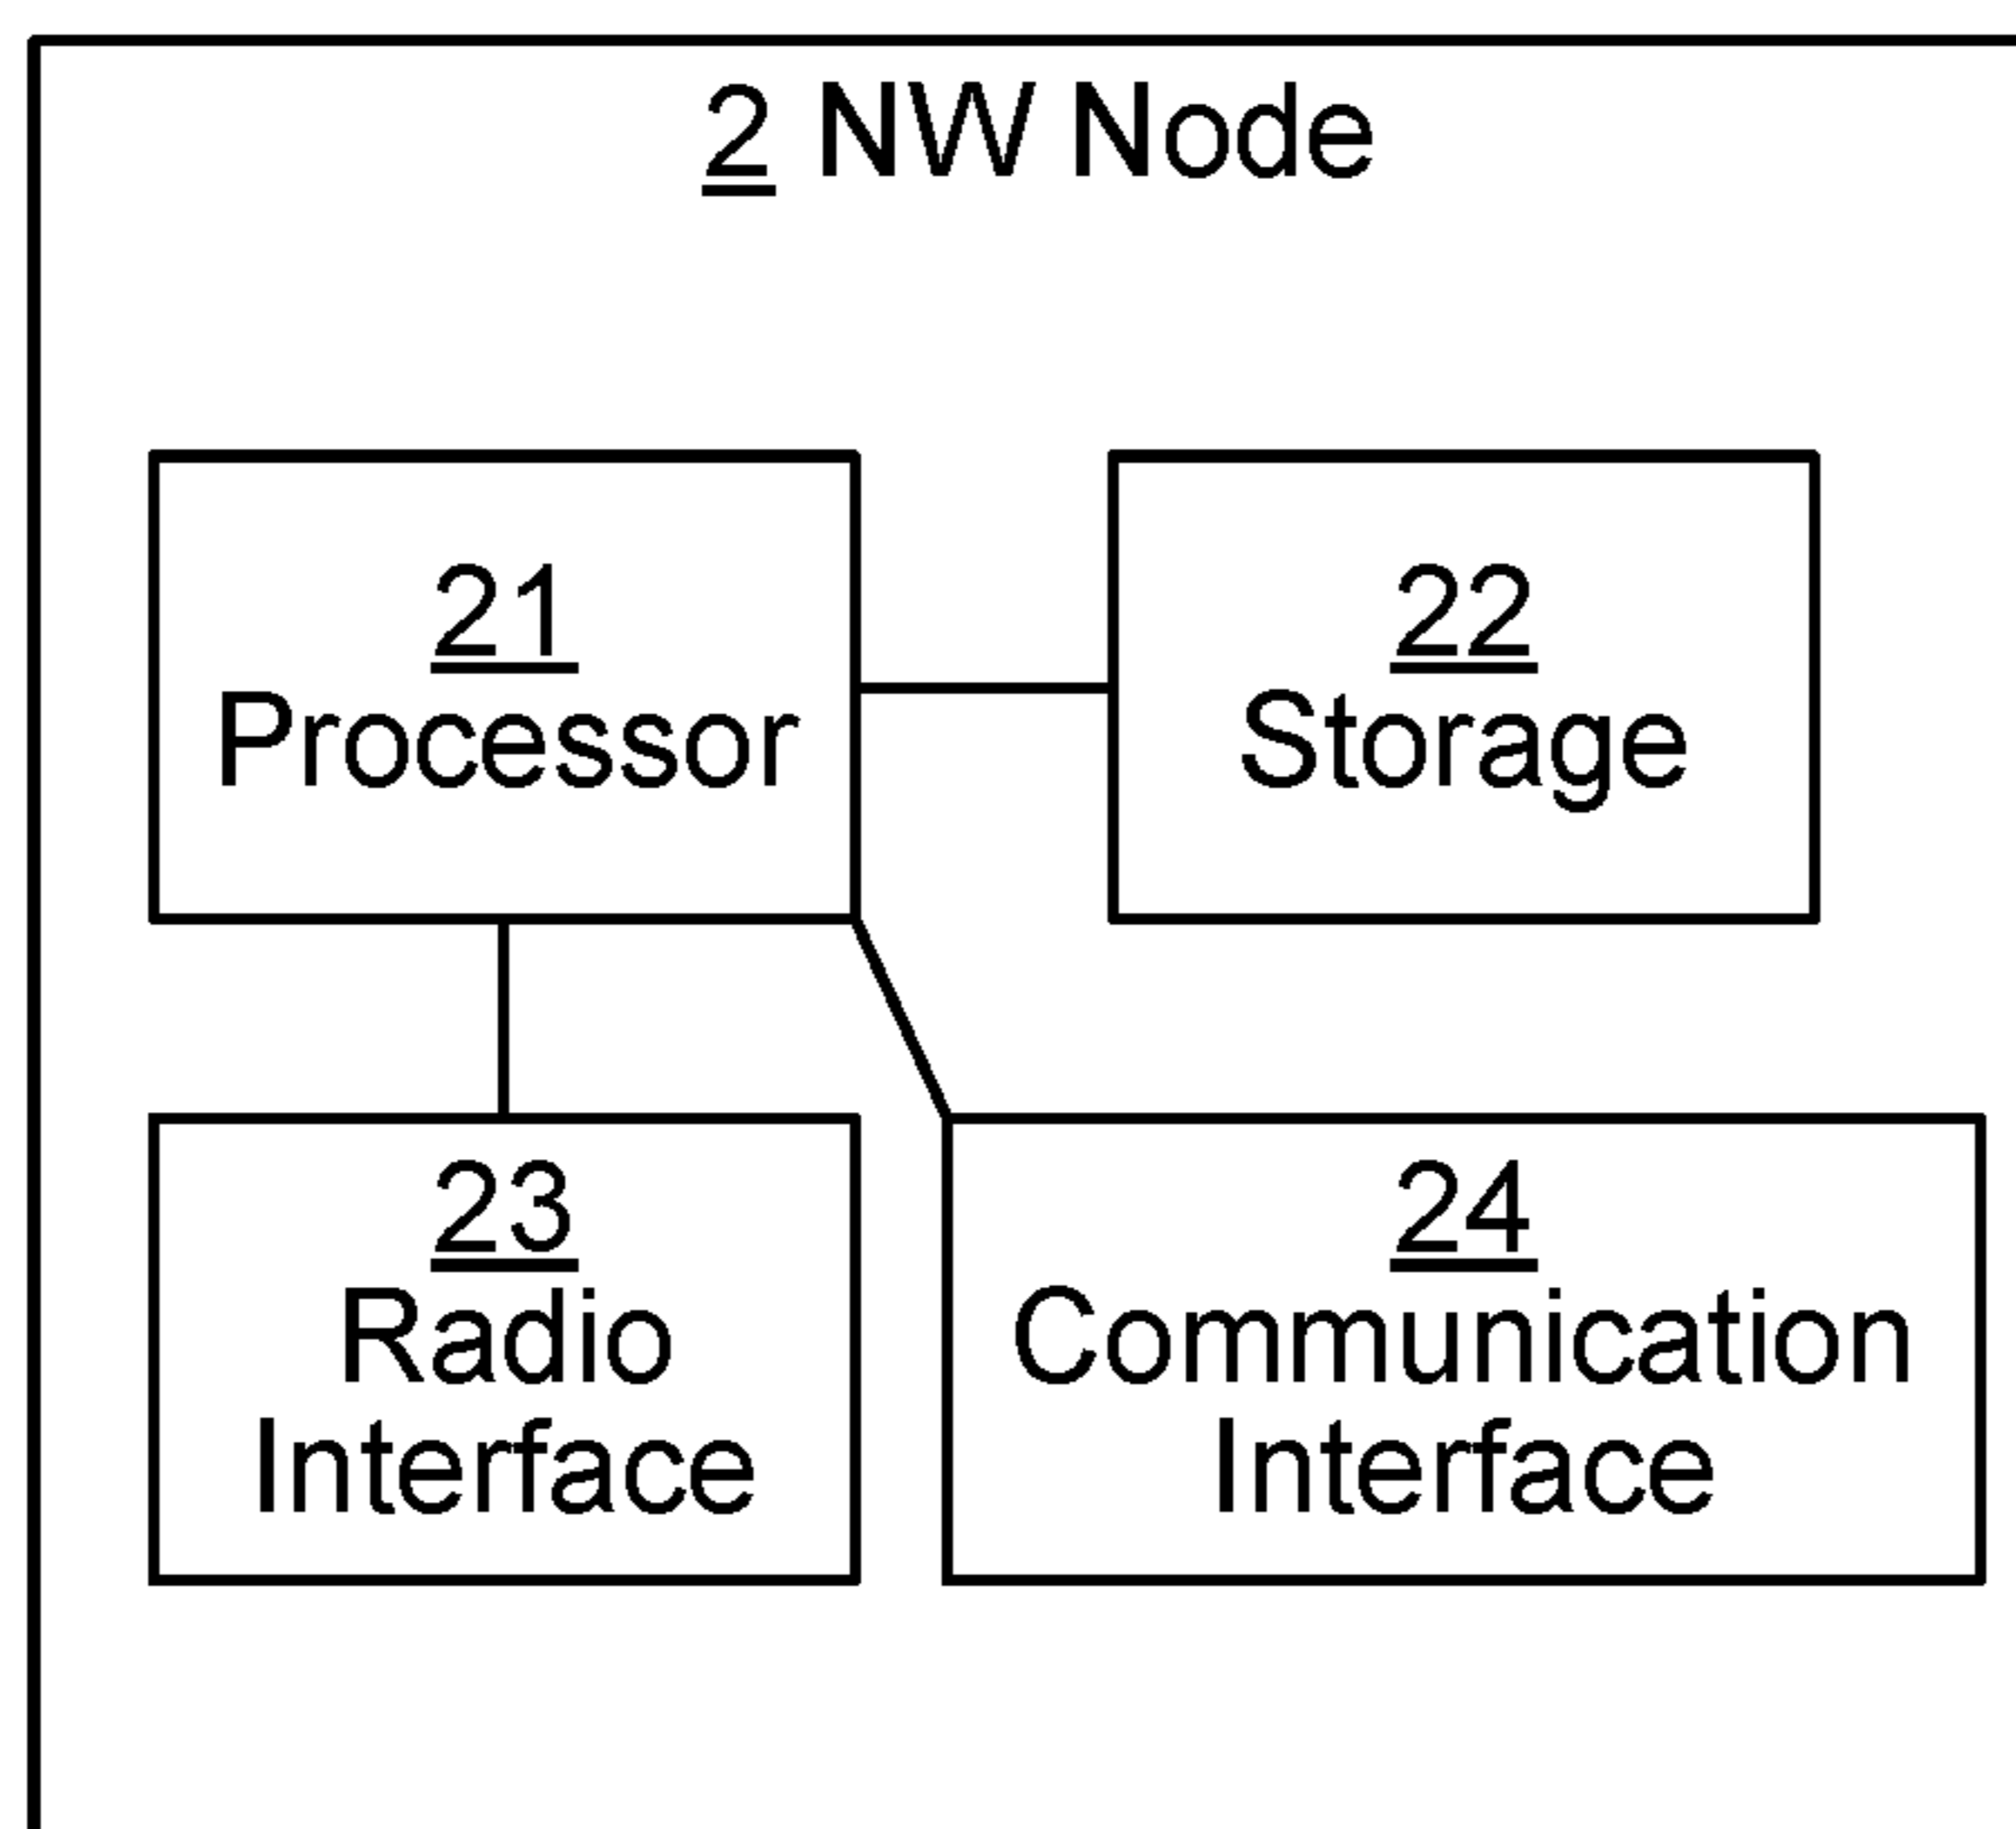 2 NW Node
21
Processor
22
Storage
23
Radio
Interface
24
Communication
Interface